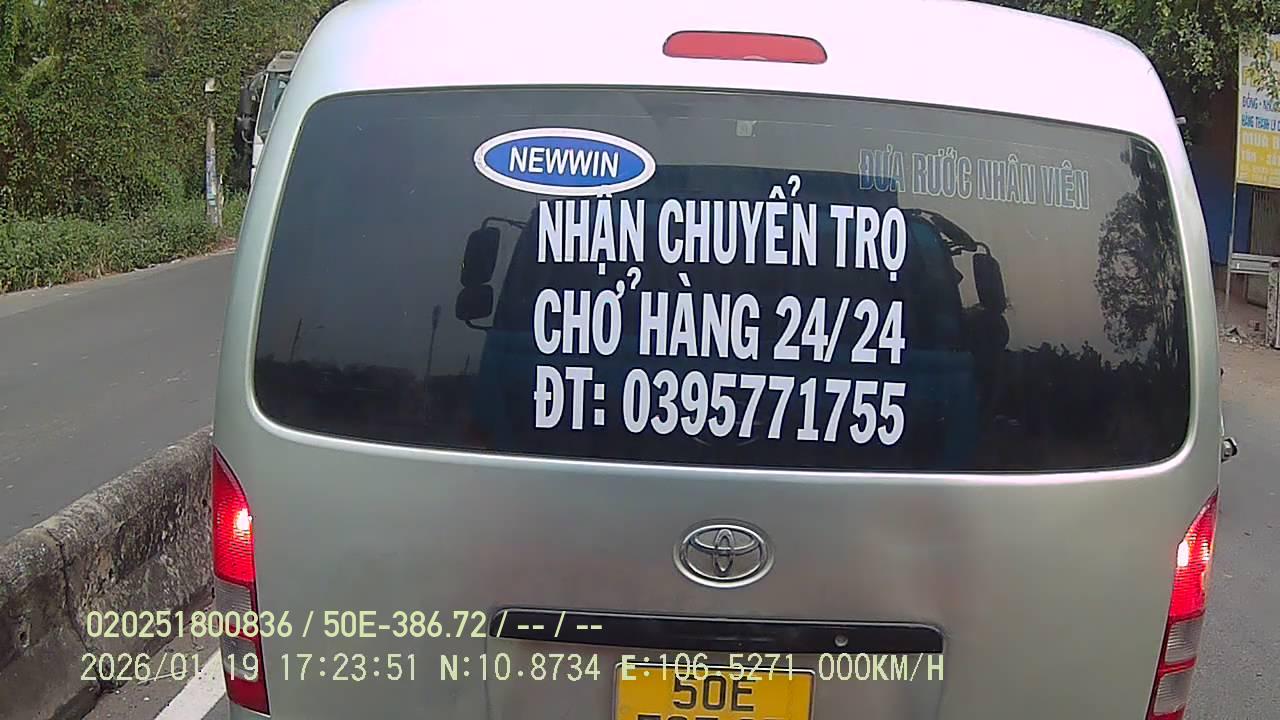 NEWWIN
ĐƯA RƯỚC NHÂN VIÊN
NHẬN CHUYỂN TRỌ
CHỞ HÀNG 24/24
ĐT: 0395771755
020251800836 / 50E-386.72 / -- / --
2026/01/19 17:23:51 N:10.8734 E:106.5271 000KM/H
50E